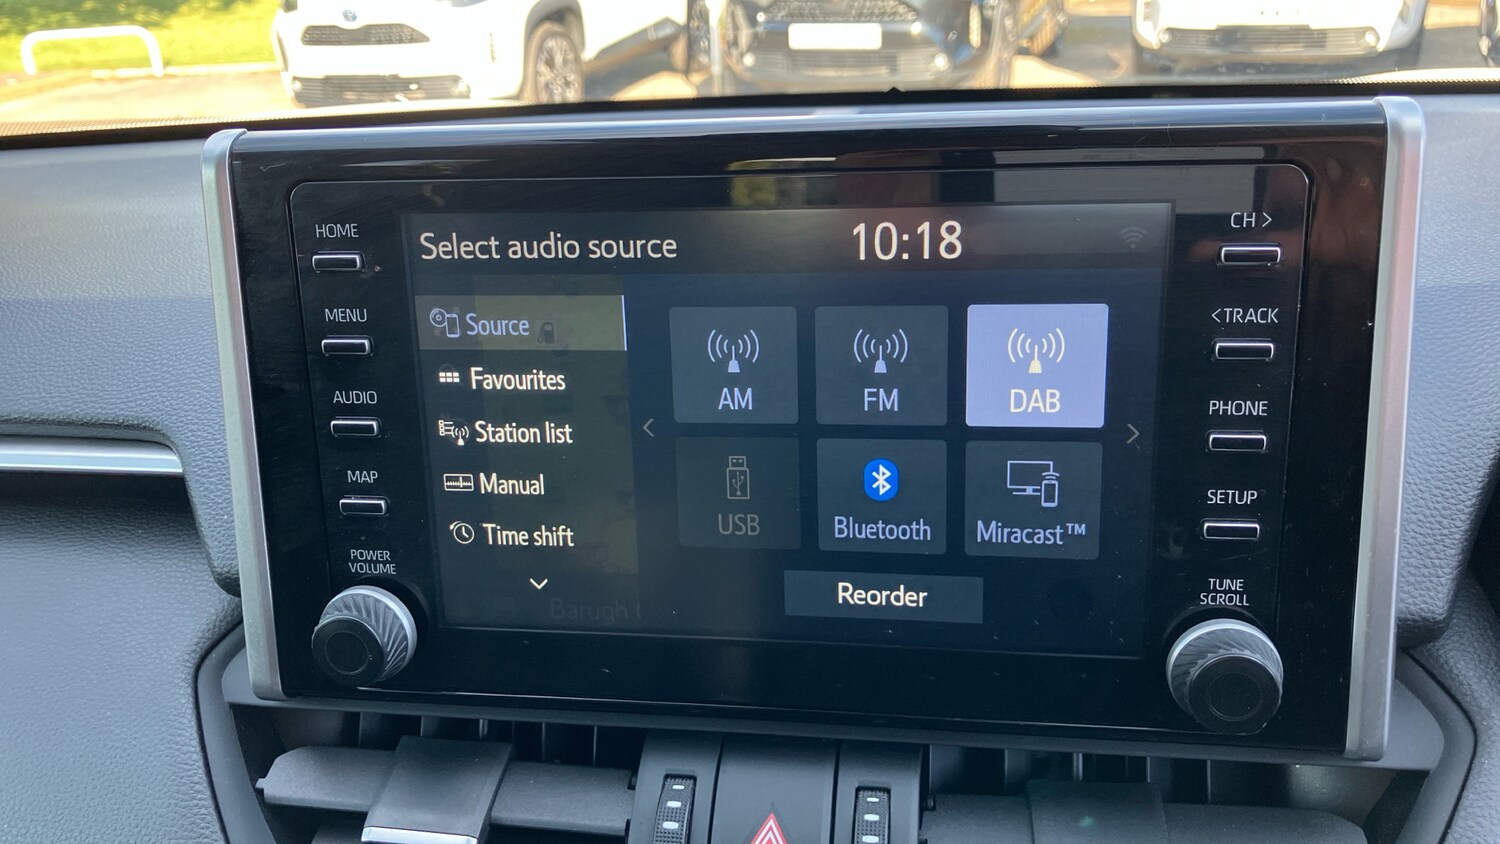 HOME
MENU
AUDIO
MAP
POWER
VOLUME
Select audio source
10:18
Source
Favourites
Station list
Manual
Time shift
AM
FM
DAB
USB
Bluetooth
Miracast™
Reorder
Barugh
CH >
< TRACK
PHONE
SETUP
TUNE
SCROLL